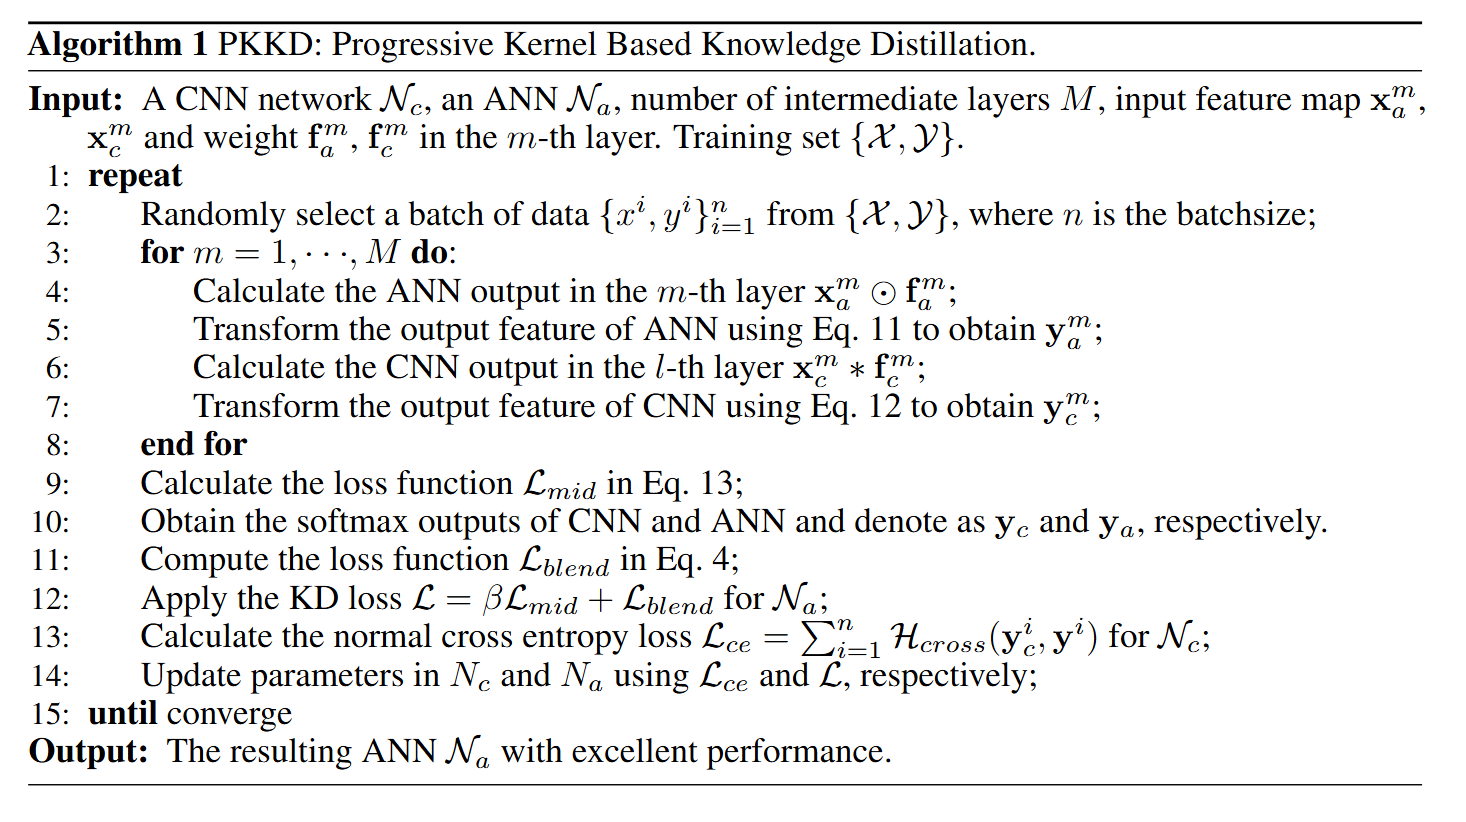 Algorithm 1 PKKD: Progressive Kernel Based Knowledge Distillation.
Input: A CNN network $\mathcal{N}_c$, an ANN $\mathcal{N}_a$, number of intermediate layers $M$, input feature map $\mathbf{x}_a^m$,
$\mathbf{x}_c^m$ and weight $\mathbf{f}_a^m$, $\mathbf{f}_c^m$ in the $m$-th layer. Training set $\{\mathcal{X}, \mathcal{Y}\}$.
1: repeat
2: Randomly select a batch of data $\{x^i, y^i\}_{i=1}^n$ from $\{\mathcal{X}, \mathcal{Y}\}$, where $n$ is the batchsize;
3: for $m = 1, \cdots, M$ do:
4: Calculate the ANN output in the $m$-th layer $\mathbf{x}_a^m \odot \mathbf{f}_a^m$;
5: Transform the output feature of ANN using Eq. 11 to obtain $\mathbf{y}_a^m$;
6: Calculate the CNN output in the $l$-th layer $\mathbf{x}_c^m * \mathbf{f}_c^m$;
7: Transform the output feature of CNN using Eq. 12 to obtain $\mathbf{y}_c^m$;
8: end for
9: Calculate the loss function $\mathcal{L}_{mid}$ in Eq. 13;
10: Obtain the softmax outputs of CNN and ANN and denote as $\mathbf{y}_c$ and $\mathbf{y}_a$, respectively.
11: Compute the loss function $\mathcal{L}_{blend}$ in Eq. 4;
12: Apply the KD loss $\mathcal{L} = \beta\mathcal{L}_{mid} + \mathcal{L}_{blend}$ for $\mathcal{N}_a$;
13: Calculate the normal cross entropy loss $\mathcal{L}_{ce} = \sum_{i=1}^n \mathcal{H}_{cross}(\mathbf{y}_c^i, \mathbf{y}^i)$ for $\mathcal{N}_c$;
14: Update parameters in $N_c$ and $N_a$ using $\mathcal{L}_{ce}$ and $\mathcal{L}$, respectively;
15: until converge
Output: The resulting ANN $\mathcal{N}_a$ with excellent performance.